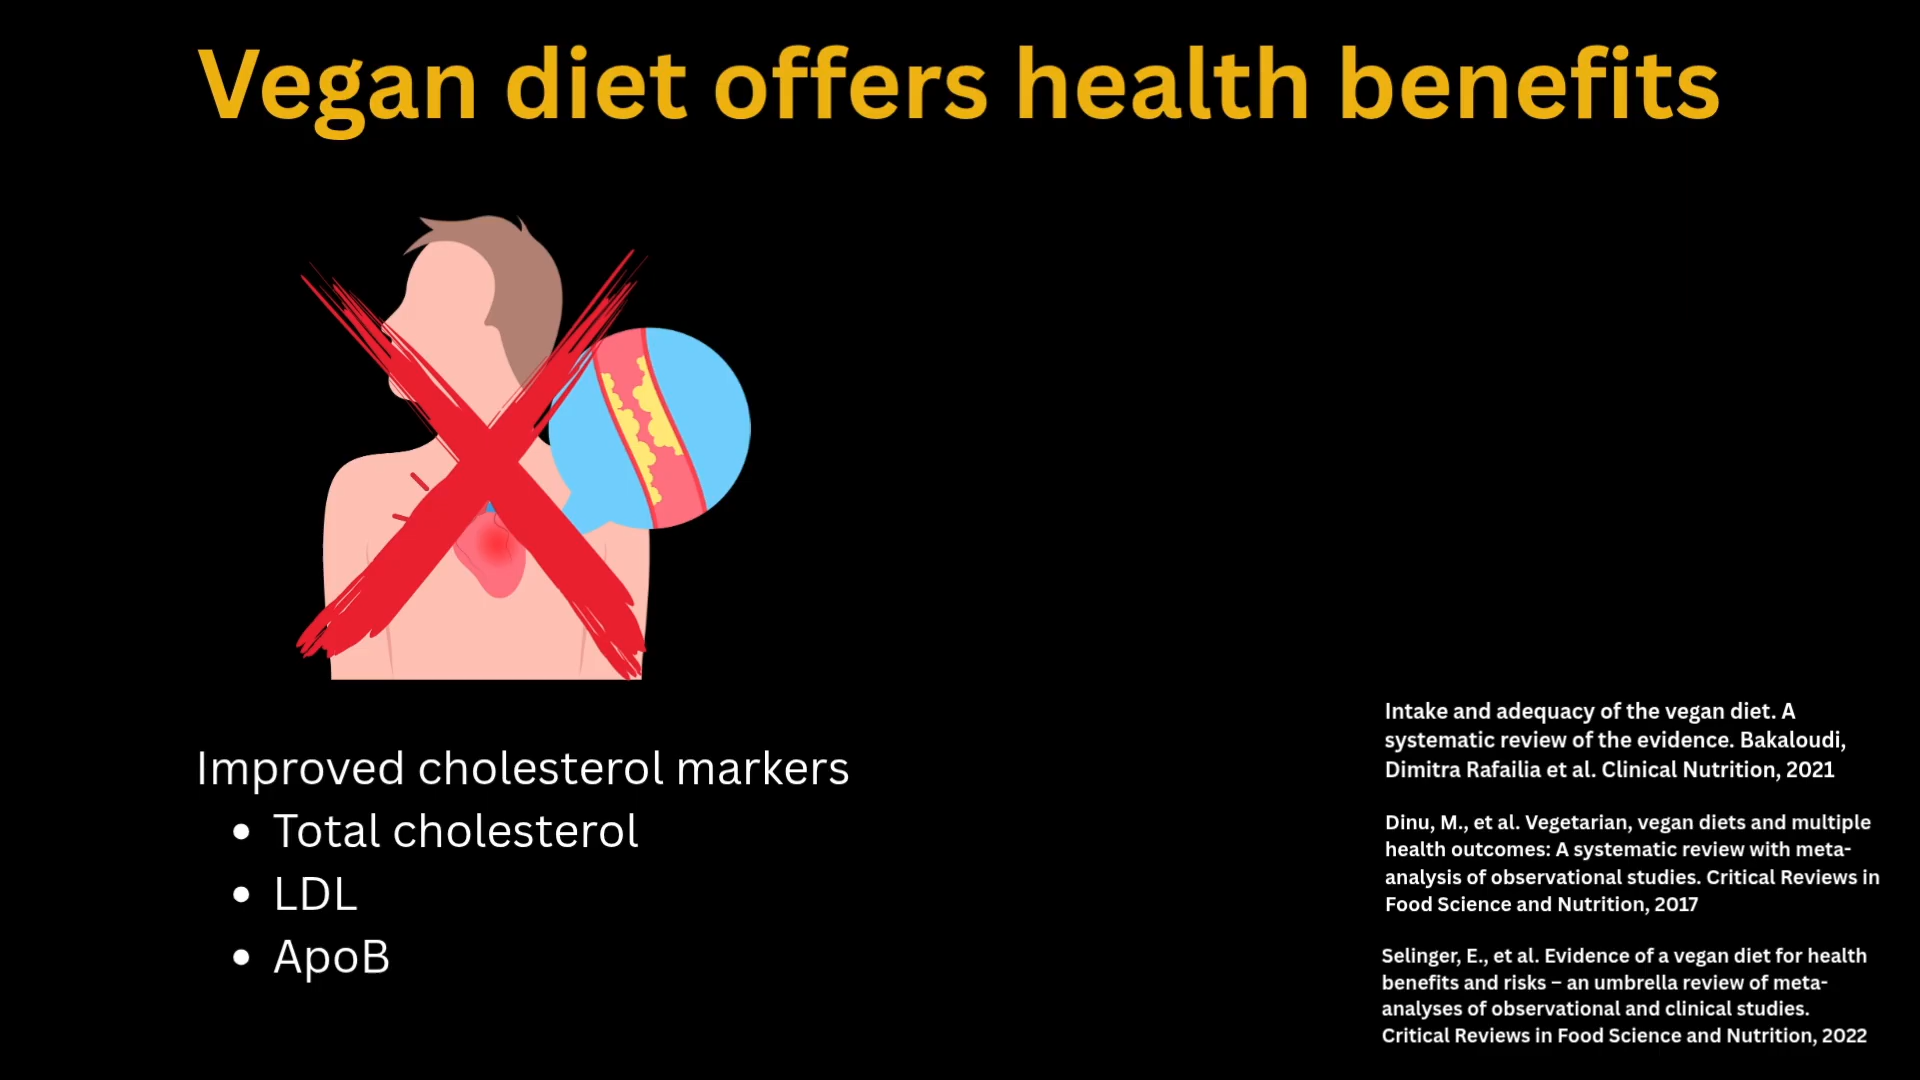 Vegan diet offers health benefits
Improved cholesterol markers
• Total cholesterol
• LDL
• ApoB
Intake and adequacy of the vegan diet. A
systematic review of the evidence. Bakaloudi,
Dimitra Rafailia et al. Clinical Nutrition, 2021
Dinu, M., et al. Vegetarian, vegan diets and multiple
health outcomes: A systematic review with meta-
analysis of observational studies. Critical Reviews in
Food Science and Nutrition, 2017
Selinger, E., et al. Evidence of a vegan diet for health
benefits and risks – an umbrella review of meta-
analyses of observational and clinical studies.
Critical Reviews in Food Science and Nutrition, 2022